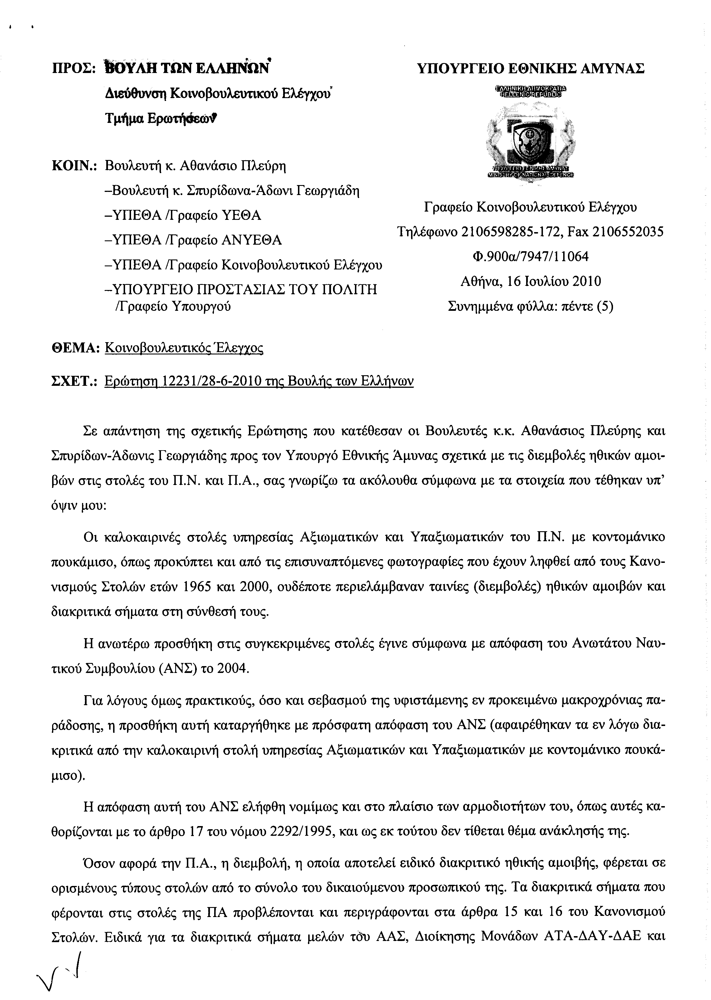 ΠΡΟΣ: ΒΟΥΛΗ ΤΩΝ ΕΛΛΗΝΩΝ
Διεύθυνση Κοινοβουλευτικού Ελέγχου
Τμήμα Ερωτήσεων
ΚΟΙΝ.: Βουλευτή κ. Αθανάσιο Πλεύρη
–Βουλευτή κ. Σπυρίδωνα-Άδωνι Γεωργιάδη
–ΥΠΕΘΑ /Γραφείο ΥΕΘΑ
–ΥΠΕΘΑ /Γραφείο ΑΝΥΕΘΑ
–ΥΠΕΘΑ /Γραφείο Κοινοβουλευτικού Ελέγχου
–ΥΠΟΥΡΓΕΙΟ ΠΡΟΣΤΑΣΙΑΣ ΤΟΥ ΠΟΛΙΤΗ
/Γραφείο Υπουργού
ΥΠΟΥΡΓΕΙΟ ΕΘΝΙΚΗΣ ΑΜΥΝΑΣ
ΕΛΛΗΝΙΚΗ ΔΗΜΟΚΡΑΤΙΑ
HELLENIC REPUBLIC
ΥΠΟΥΡΓΕΙΟ ΕΘΝΙΚΗΣ ΑΜΥΝΑΣ
MINISTRY OF NATIONAL DEFENCE
Γραφείο Κοινοβουλευτικού Ελέγχου
Τηλέφωνο 2106598285-172, Fax 2106552035
Φ.900α/7947/11064
Αθήνα, 16 Ιουλίου 2010
Συνημμένα φύλλα: πέντε (5)
ΘΕΜΑ: Κοινοβουλευτικός Έλεγχος
ΣΧΕΤ.: Ερώτηση 12231/28-6-2010 της Βουλής των Ελλήνων
Σε απάντηση της σχετικής Ερώτησης που κατέθεσαν οι Βουλευτές κ.κ. Αθανάσιος Πλεύρης και
Σπυρίδων-Άδωνις Γεωργιάδης προς τον Υπουργό Εθνικής Άμυνας σχετικά με τις διεμβολές ηθικών αμοι-
βών στις στολές του Π.Ν. και Π.Α., σας γνωρίζω τα ακόλουθα σύμφωνα με τα στοιχεία που τέθηκαν υπ’
όψιν μου:
Οι καλοκαιρινές στολές υπηρεσίας Αξιωματικών και Υπαξιωματικών του Π.Ν. με κοντομάνικο
πουκάμισο, όπως προκύπτει και από τις επισυναπτόμενες φωτογραφίες που έχουν ληφθεί από τους Κανο-
νισμούς Στολών ετών 1965 και 2000, ουδέποτε περιελάμβαναν ταινίες (διεμβολές) ηθικών αμοιβών και
διακριτικά σήματα στη σύνθεσή τους.
Η ανωτέρω προσθήκη στις συγκεκριμένες στολές έγινε σύμφωνα με απόφαση του Ανωτάτου Ναυ-
τικού Συμβουλίου (ΑΝΣ) το 2004.
Για λόγους όμως πρακτικούς, όσο και σεβασμού της υφιστάμενης εν προκειμένω μακροχρόνιας πα-
ράδοσης, η προσθήκη αυτή καταργήθηκε με πρόσφατη απόφαση του ΑΝΣ (αφαιρέθηκαν τα εν λόγω δια-
κριτικά από την καλοκαιρινή στολή υπηρεσίας Αξιωματικών και Υπαξιωματικών με κοντομάνικο πουκά-
μισο).
Η απόφαση αυτή του ΑΝΣ ελήφθη νομίμως και στο πλαίσιο των αρμοδιοτήτων του, όπως αυτές κα-
θορίζονται με το άρθρο 17 του νόμου 2292/1995, και ως εκ τούτου δεν τίθεται θέμα ανάκλησής της.
Όσον αφορά την Π.Α., η διεμβολή, η οποία αποτελεί ειδικό διακριτικό ηθικής αμοιβής, φέρεται σε
ορισμένους τύπους στολών από το σύνολο του δικαιούμενου προσωπικού της. Τα διακριτικά σήματα που
φέρονται στις στολές της ΠΑ προβλέπονται και περιγράφονται στα άρθρα 15 και 16 του Κανονισμού
Στολών. Ειδικά για τα διακριτικά σήματα μελών του ΑΑΣ, Διοίκησης Μονάδων ΑΤΑ-ΔΑΥ-ΔΑΕ και